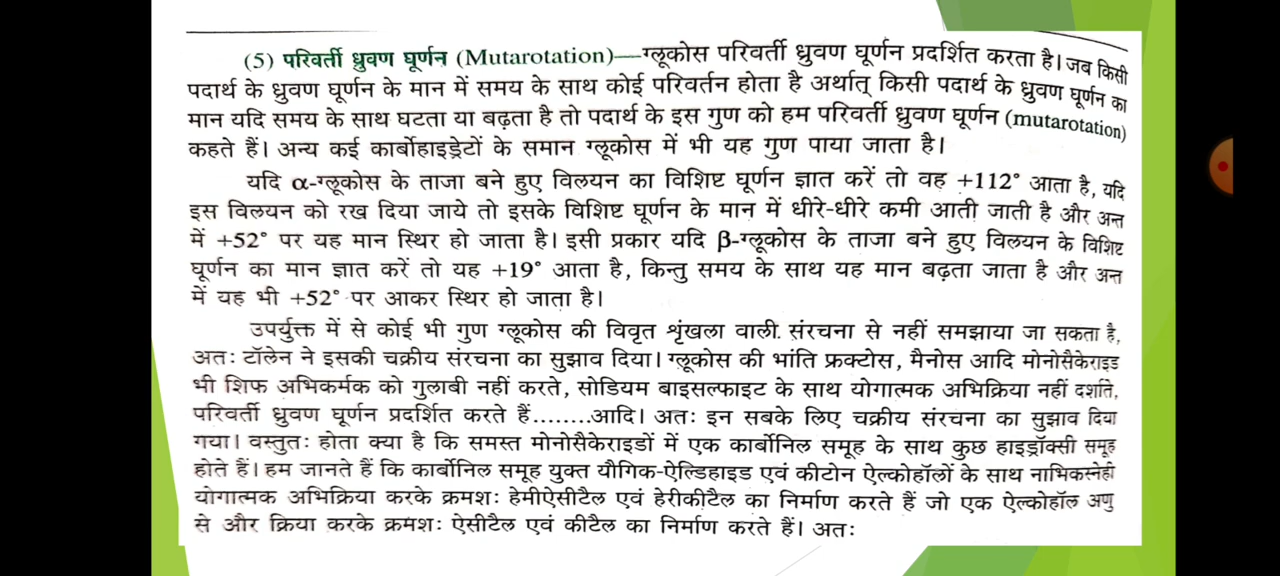 (5) परिवर्ती ध्रुवण घूर्णन (Mutarotation)—ग्लूकोस परिवर्ती ध्रुवण घूर्णन प्रदर्शित करता है। जब किसी
पदार्थ के ध्रुवण घूर्णन के मान में समय के साथ कोई परिवर्तन होता है अर्थात् किसी पदार्थ के ध्रुवण घूर्णन का
मान यदि समय के साथ घटता या बढ़ता है तो पदार्थ के इस गुण को हम परिवर्ती ध्रुवण घूर्णन (mutarotation)
कहते हैं। अन्य कई कार्बोहाइड्रेटों के समान ग्लूकोस में भी यह गुण पाया जाता है।
यदि α-ग्लूकोस के ताजा बने हुए विलयन का विशिष्ट घूर्णन ज्ञात करें तो वह +112° आता है, यदि
इस विलयन को रख दिया जाये तो इसके विशिष्ट घूर्णन के मान में धीरे-धीरे कमी आती जाती है और अन्त
में +52° पर यह मान स्थिर हो जाता है। इसी प्रकार यदि β-ग्लूकोस के ताजा बने हुए विलयन के विशिष्ट
घूर्णन का मान ज्ञात करें तो यह +19° आता है, किन्तु समय के साथ यह मान बढ़ता जाता है और अन्त
में यह भी +52° पर आकर स्थिर हो जाता है।
उपर्युक्त में से कोई भी गुण ग्लूकोस की विवृत शृंखला वाली संरचना से नहीं समझाया जा सकता है,
अतः टॉलेन ने इसकी चक्रीय संरचना का सुझाव दिया। ग्लूकोस की भांति फ्रक्टोस, मैनोस आदि मोनोसैकेराइड
भी शिफ अभिकर्मक को गुलाबी नहीं करते, सोडियम बाइसल्फाइट के साथ योगात्मक अभिक्रिया नहीं दर्शाते,
परिवर्ती ध्रुवण घूर्णन प्रदर्शित करते हैं........आदि। अतः इन सबके लिए चक्रीय संरचना का सुझाव दिया
गया। वस्तुतः होता क्या है कि समस्त मोनोसैकेराइडों में एक कार्बोनिल समूह के साथ कुछ हाइड्रॉक्सी समूह
होते हैं। हम जानते हैं कि कार्बोनिल समूह युक्त यौगिक-ऐल्डिहाइड एवं कीटोन ऐल्कोहॉलों के साथ नाभिकस्नेही
योगात्मक अभिक्रिया करके क्रमशः हेमीऐसीटैल एवं हेरीकीटैल का निर्माण करते हैं जो एक ऐल्कोहॉल अणु
से और क्रिया करके क्रमशः ऐसीटैल एवं कीटैल का निर्माण करते हैं। अतः